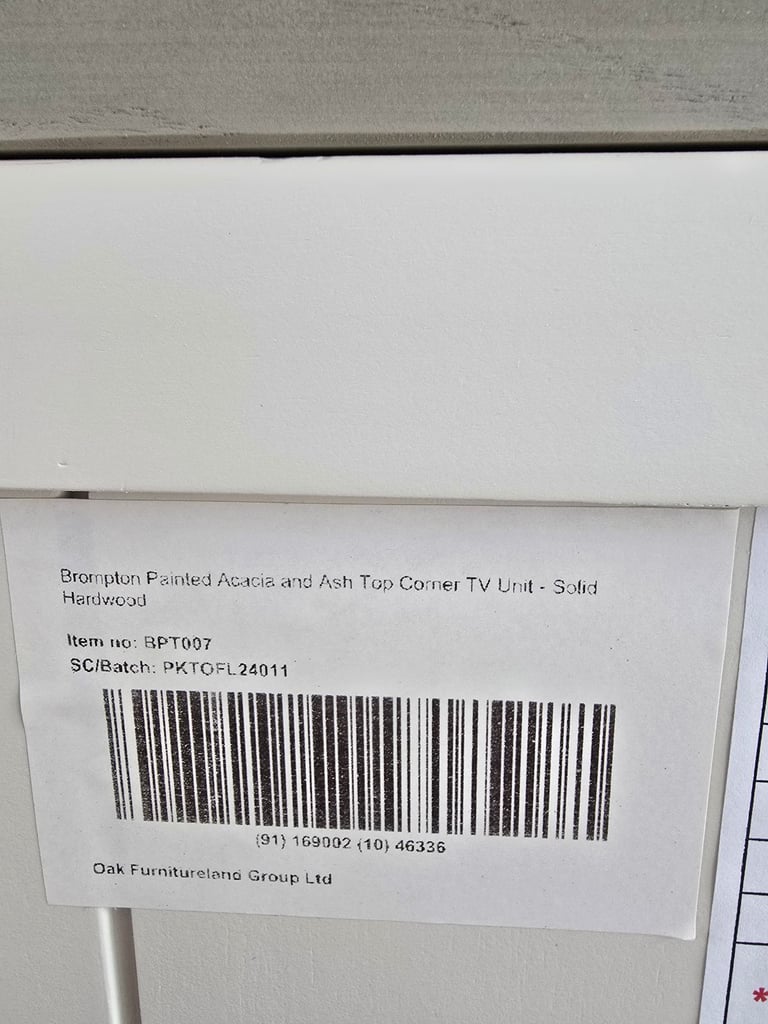 Brompton Painted Acacia and Ash Top Corner TV Unit - Solid
Hardwood
Item no: BPT007
SC/Batch: PKTOFL24011
(91) 169002 (10) 46336
Oak Furnitureland Group Ltd
*